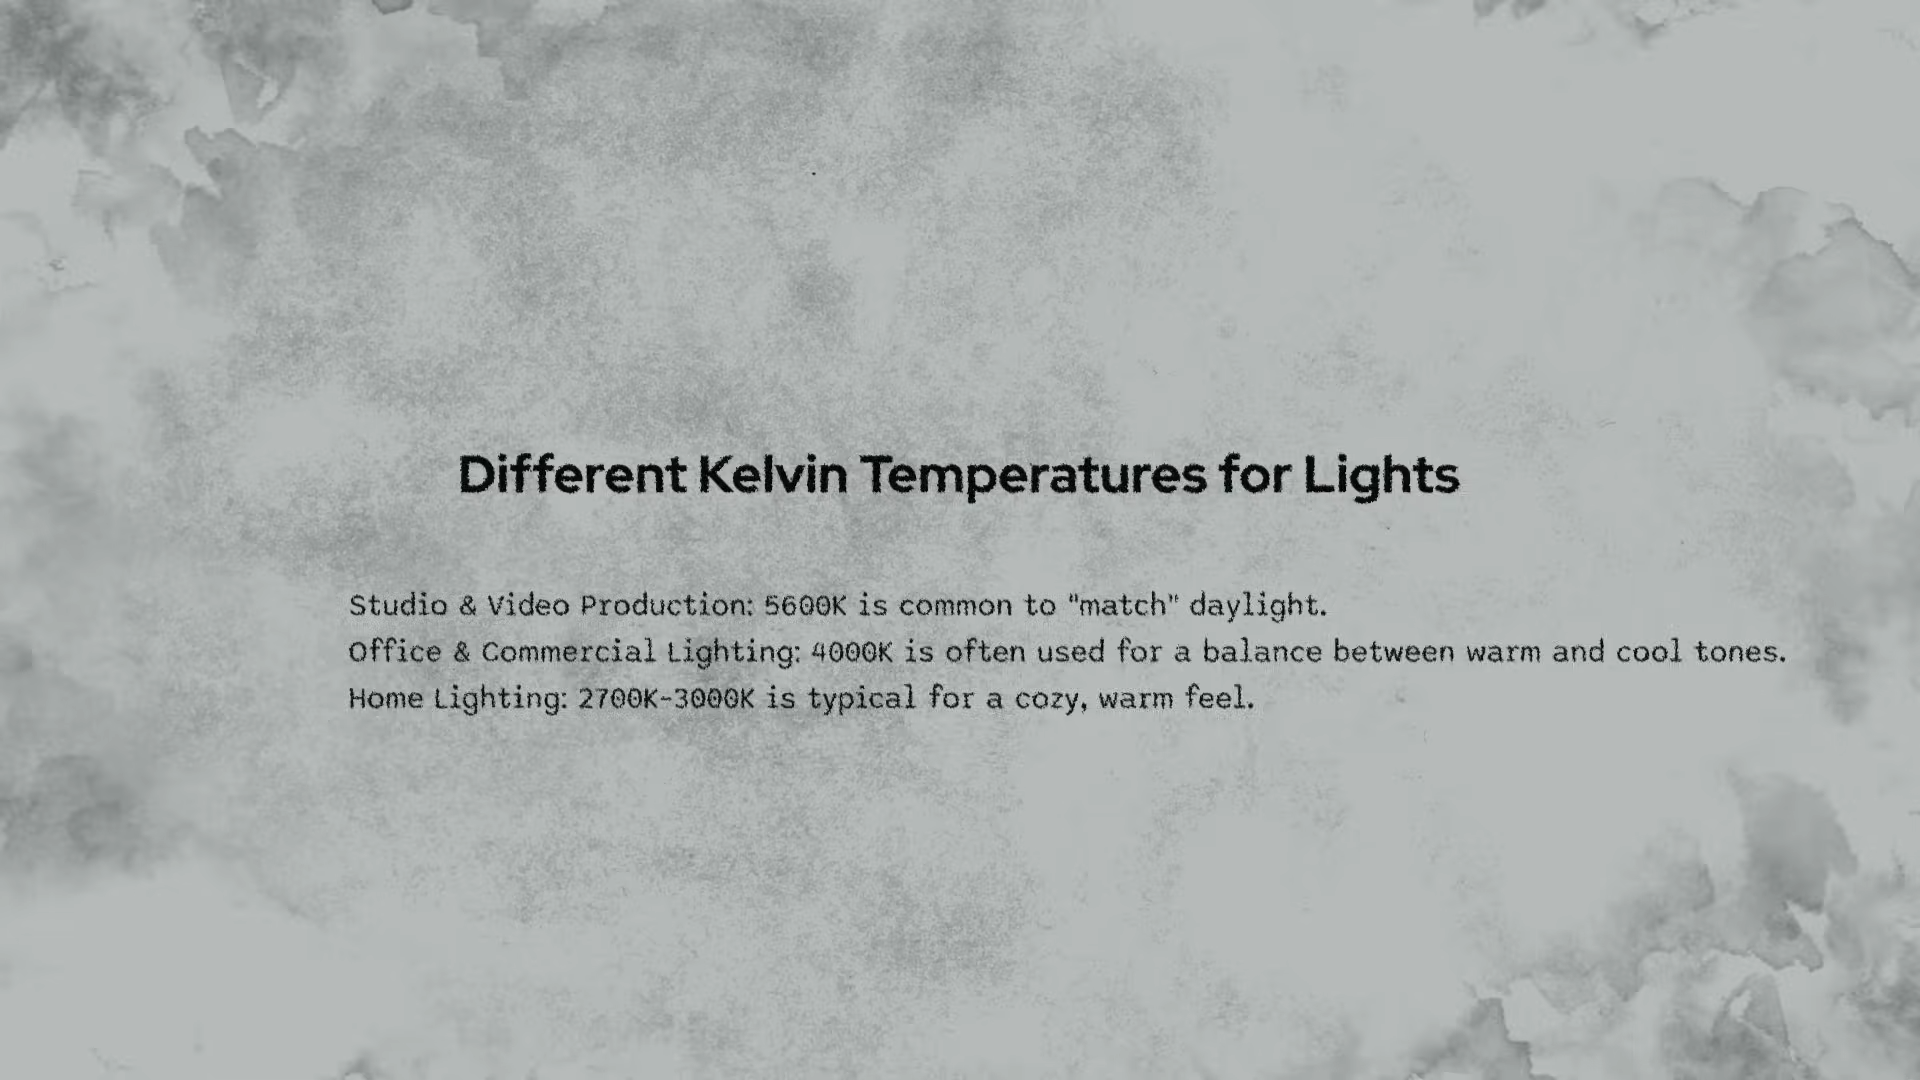 Different Kelvin Temperatures for Lights
Studio & Video Production: 5600K is common to "match" daylight.
Office & Commercial Lighting: 4000K is often used for a balance between warm and cool tones.
Home Lighting: 2700K-3000K is typical for a cozy, warm feel.